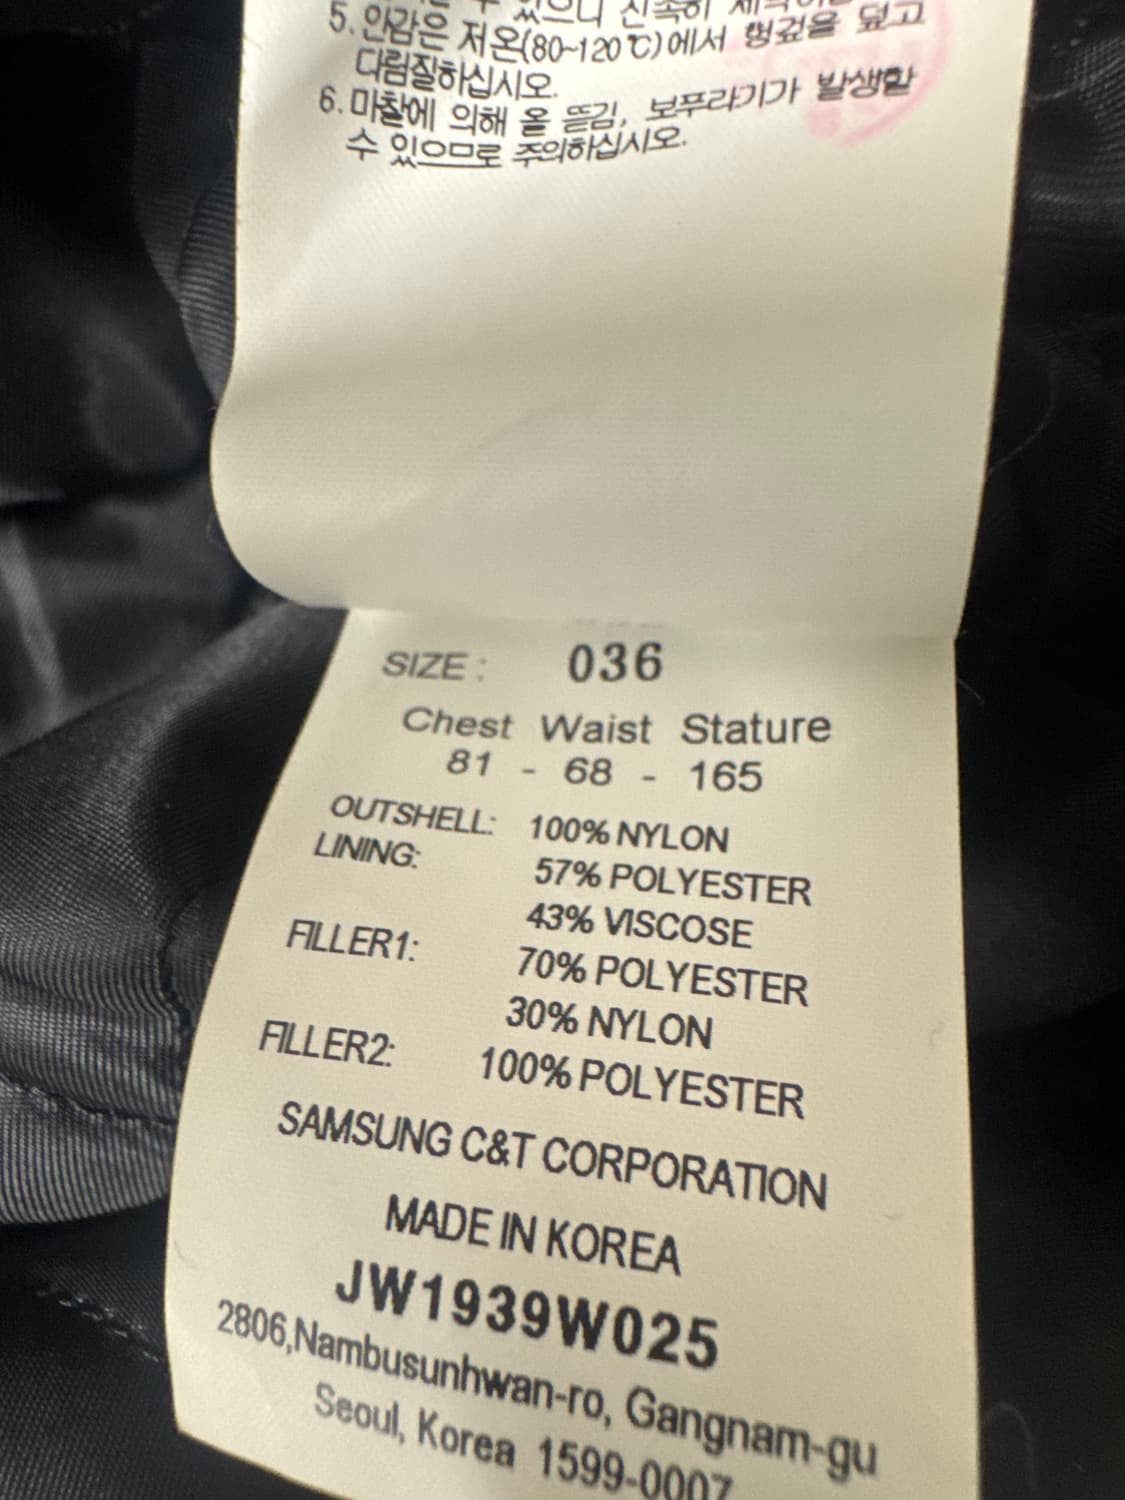 5. 안감은 저온(80~120℃)에서 헝겊을 덮고
다림질하십시오.
6. 마찰에 의해 올 뜯김, 보푸라기가 발생할
수 있으므로 주의하십시오.
SIZE : 036
Chest Waist Stature
81 - 68 - 165
OUTSHELL: 100% NYLON
LINING: 57% POLYESTER
43% VISCOSE
FILLER1: 70% POLYESTER
30% NYLON
FILLER2: 100% POLYESTER
SAMSUNG C&T CORPORATION
MADE IN KOREA
JW1939W025
2806,Nambusunhwan-ro, Gangnam-gu
Seoul, Korea 1599-0007